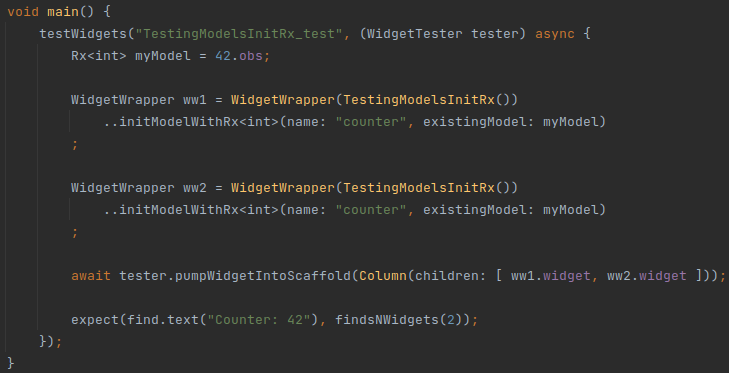 void main() {
    testWidgets("TestingModelsInitRx_test", (WidgetTester tester) async {
        Rx<int> myModel = 42.obs;

        WidgetWrapper ww1 = WidgetWrapper(TestingModelsInitRx())
            ..initModelWithRx<int>(name: "counter", existingModel: myModel)
        ;

        WidgetWrapper ww2 = WidgetWrapper(TestingModelsInitRx())
            ..initModelWithRx<int>(name: "counter", existingModel: myModel)
        ;

        await tester.pumpWidgetIntoScaffold(Column(children: [ ww1.widget, ww2.widget ]));

        expect(find.text("Counter: 42"), findsNWidgets(2));
    });
}